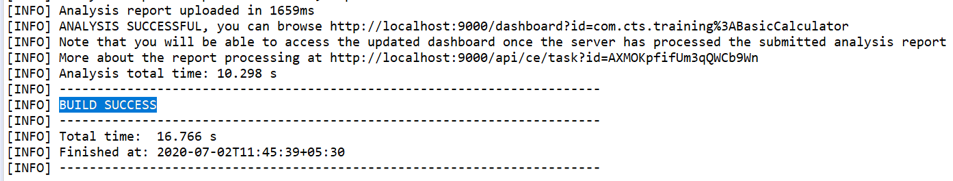 [INFO] Analysis report uploaded in 1659ms
[INFO] ANALYSIS SUCCESSFUL, you can browse http://localhost:9000/dashboard?id=com.cts.training%3ABasicCalculator
[INFO] Note that you will be able to access the updated dashboard once the server has processed the submitted analysis report
[INFO] More about the report processing at http://localhost:9000/api/ce/task?id=AXMOKpfifUm3qQWCb9Wn
[INFO] Analysis total time: 10.298 s
[INFO] ------------------------------------------------------------------------
[INFO] BUILD SUCCESS
[INFO] ------------------------------------------------------------------------
[INFO] Total time:  16.766 s
[INFO] Finished at: 2020-07-02T11:45:39+05:30
[INFO] ------------------------------------------------------------------------